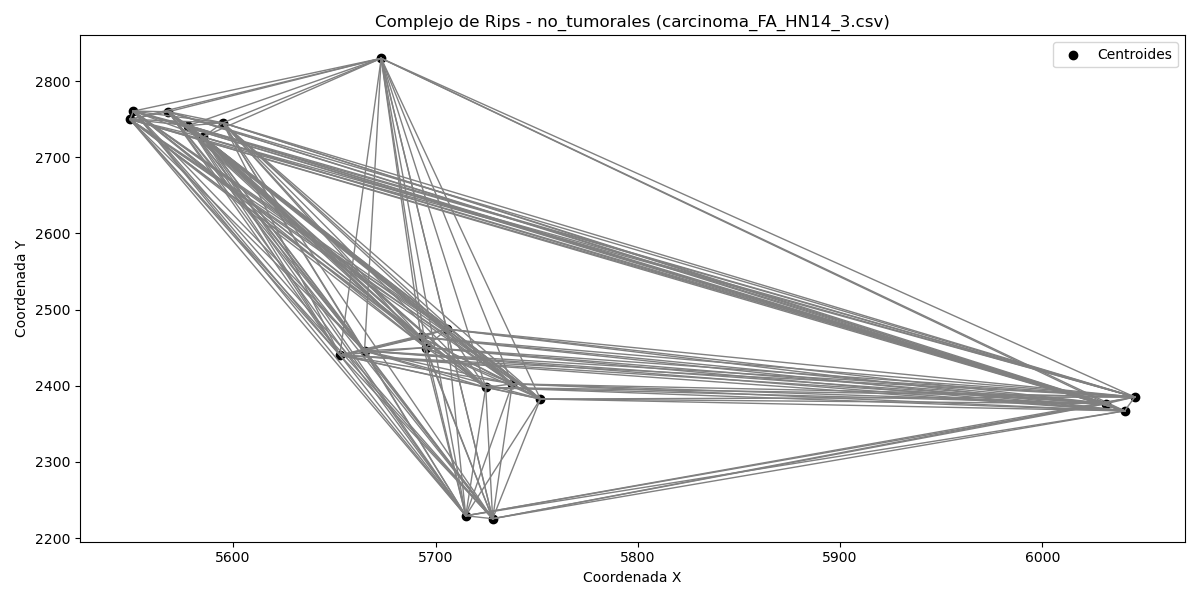 Complejo de Rips - no_tumorales (carcinoma_FA_HN14_3.csv)
Centroides
Coordenada Y
2800
2700
2600
2500
2400
2300
2200
5600 5700 5800 5900 6000
Coordenada X